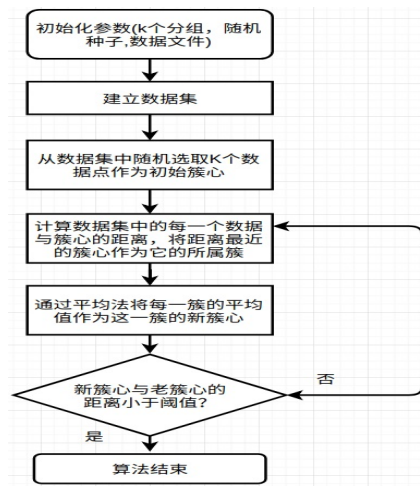 初始化参数(k个分组，随机
种子,数据文件)
建立数据集
从数据集中随机选取K个数
据点作为初始簇心
计算数据集中的每一个数据
与簇心的距离，将距离最近
的簇心作为它的所属簇
通过平均法将每一簇的平均
值作为这一簇的新簇心
新簇心与老簇心的
距离小于阈值？
否
是
算法结束